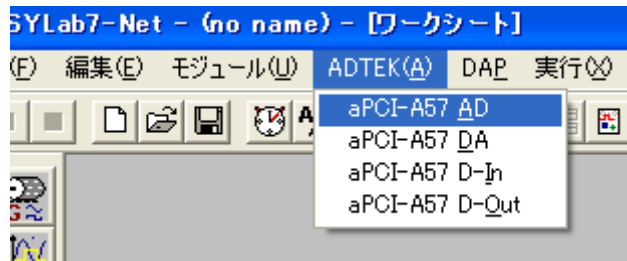 SYLab7-Net - (no name) - [ワークシート]
(F) 編集(E) モジュール(U) ADTEK(A) DAP 実行(X)
aPCI-A57 AD
aPCI-A57 DA
aPCI-A57 D-In
aPCI-A57 D-Out